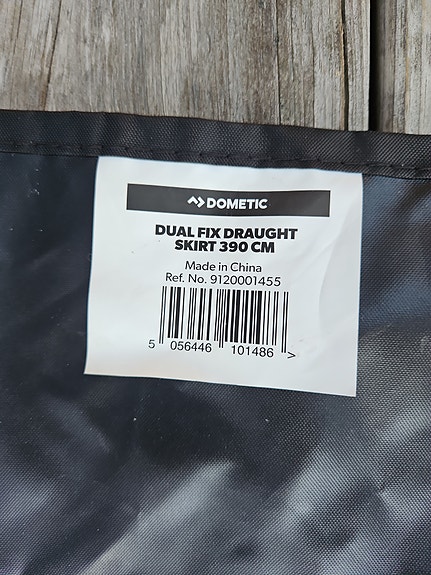 DOMETIC
DUAL FIX DRAUGHT
SKIRT 390 CM
Made in China
Ref. No. 9120001455
5 056446 101486 >